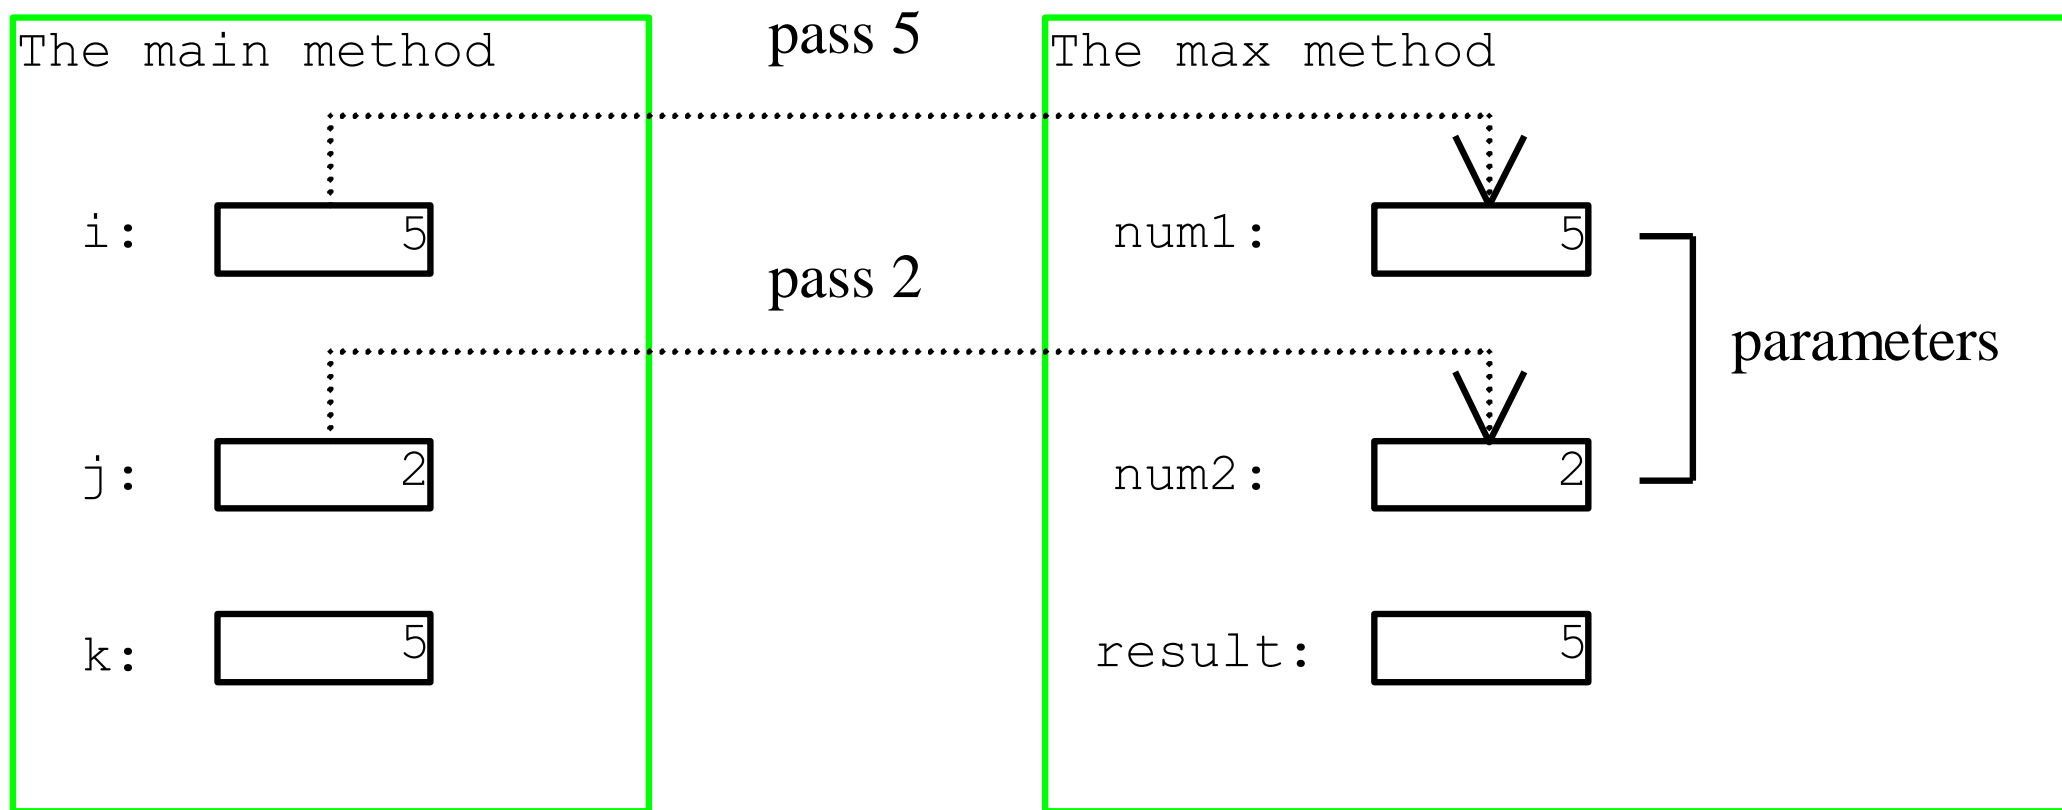 The main method
i: 5
j: 2
k: 5
pass 5
pass 2
The max method
num1: 5
num2: 2
result: 5
parameters